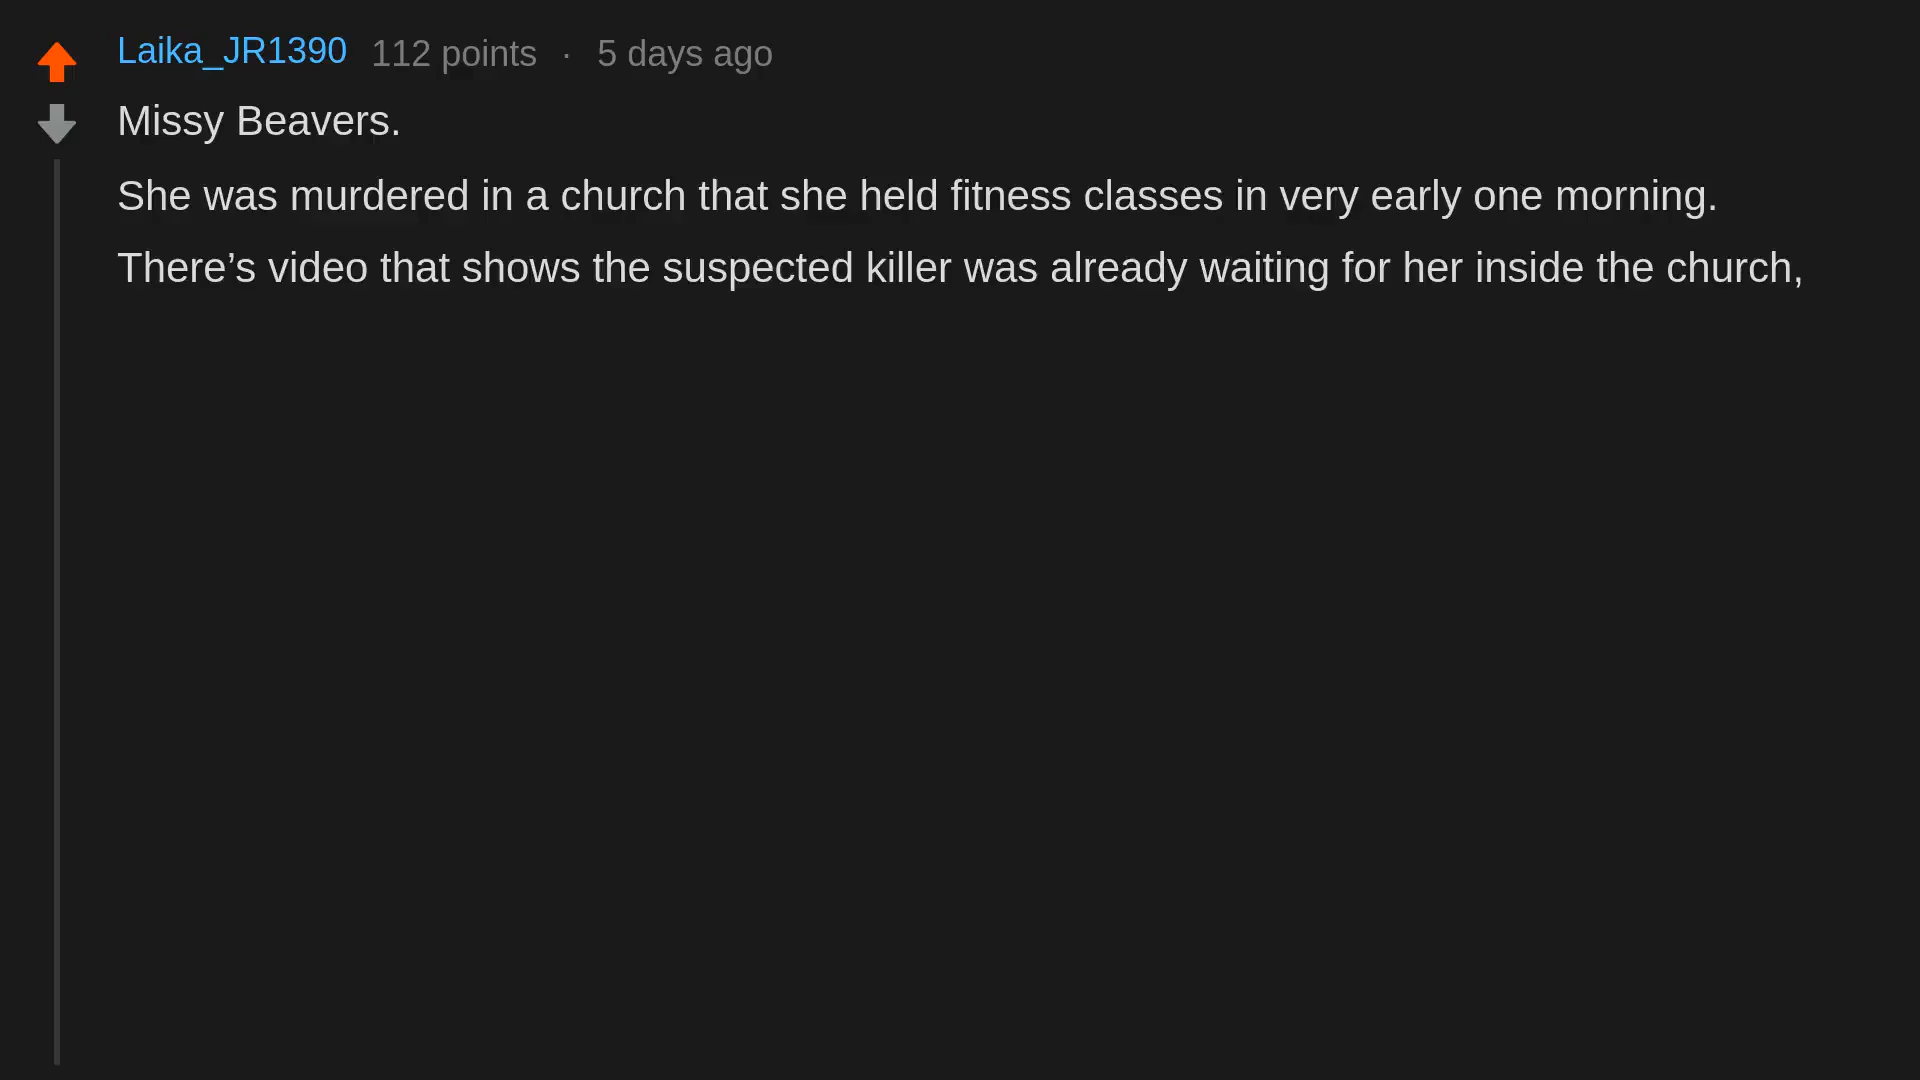 Laika_JR1390 112 points · 5 days ago
Missy Beavers.
She was murdered in a church that she held fitness classes in very early one morning.
There’s video that shows the suspected killer was already waiting for her inside the church,